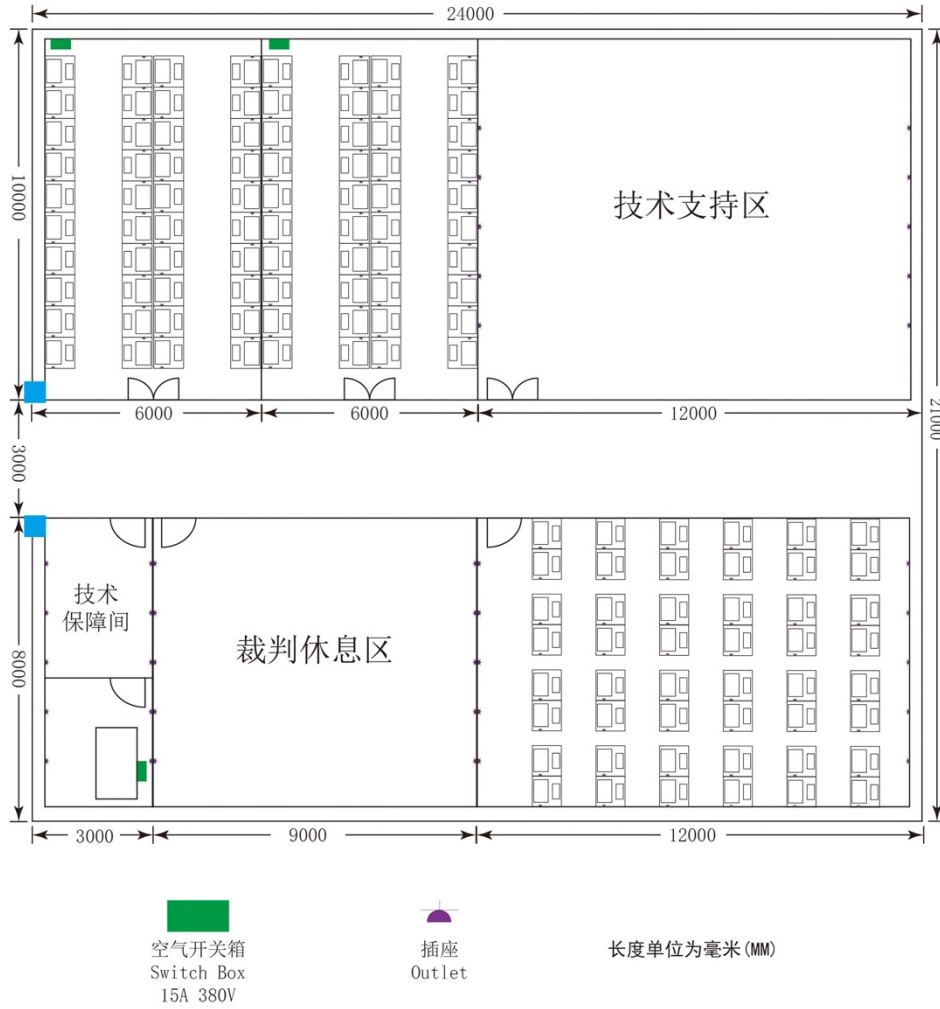 24000
10000
技术支持区
6000
6000
12000
21000
3000
技术
保障间
裁判休息区
8000
3000
9000
12000
空气开关箱
Switch Box
15A 380V
插座
Outlet
长度单位为毫米(MM)